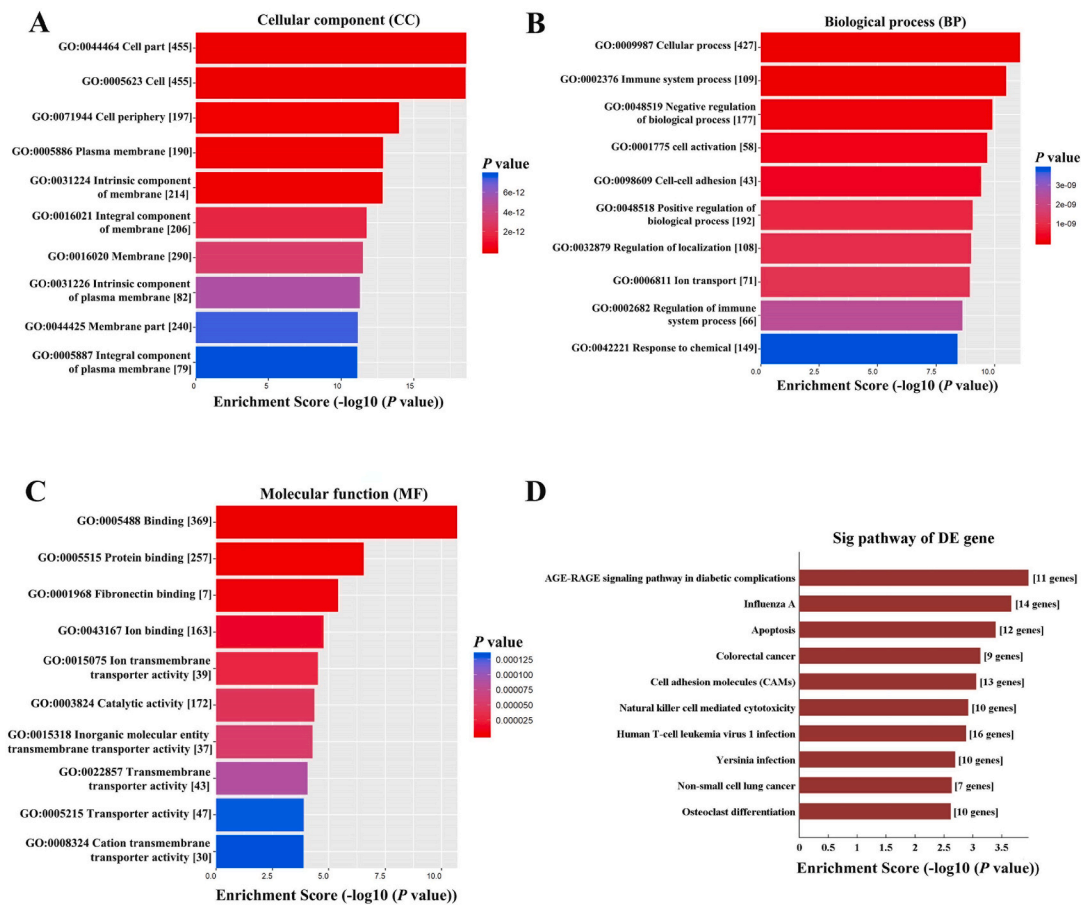 A
Cellular component (CC)
GO:0044464 Cell part [455]
GO:0005623 Cell [455]
GO:0071944 Cell periphery [197]
GO:0005886 Plasma membrane [190]
GO:0031224 Intrinsic component
of membrane [214]
GO:0016021 Integral component
of membrane [206]
GO:0016020 Membrane [290]
GO:0031226 Intrinsic component
of plasma membrane [82]
GO:0044425 Membrane part [240]
GO:0005887 Integral component
of plasma membrane [79]
0 5 10 15
Enrichment Score (-log10 (P value))
P value
6e-12
4e-12
2e-12
B
Biological process (BP)
GO:0009987 Cellular process [427]
GO:0002376 Immune system process [109]
GO:0048519 Negative regulation
of biological process [177]
GO:0001775 cell activation [58]
GO:0098609 Cell-cell adhesion [43]
GO:0048518 Positive regulation of
biological process [192]
GO:0032879 Regulation of localization [108]
GO:0006811 Ion transport [71]
GO:0002682 Regulation of immune
system process [66]
GO:0042221 Response to chemical [149]
0.0 2.5 5.0 7.5 10.0
Enrichment Score (-log10 (P value))
P value
3e-09
2e-09
1e-09
C
Molecular function (MF)
GO:0005488 Binding [369]
GO:0005515 Protein binding [257]
GO:0001968 Fibronectin binding [7]
GO:0043167 Ion binding [163]
GO:0015075 Ion transmembrane
transporter activity [39]
GO:0003824 Catalytic activity [172]
GO:0015318 Inorganic molecular entity
transmembrane transporter activity [37]
GO:0022857 Transmembrane
transporter activity [43]
GO:0005215 Transporter activity [47]
GO:0008324 Cation transmembrane
transporter activity [30]
0.0 2.5 5.0 7.5 10.0
Enrichment Score (-log10 (P value))
P value
0.000125
0.000100
0.000075
0.000050
0.000025
D
Sig pathway of DE gene
AGE-RAGE signaling pathway in diabetic complications [11 genes]
Influenza A [14 genes]
Apoptosis [12 genes]
Colorectal cancer [9 genes]
Cell adhesion molecules (CAMs) [13 genes]
Natural killer cell mediated cytotoxicity [10 genes]
Human T-cell leukemia virus 1 infection [16 genes]
Yersinia infection [10 genes]
Non-small cell lung cancer [7 genes]
Osteoclast differentiation [10 genes]
0 0.5 1 1.5 2 2.5 3 3.5
Enrichment Score (-log10 (P value))